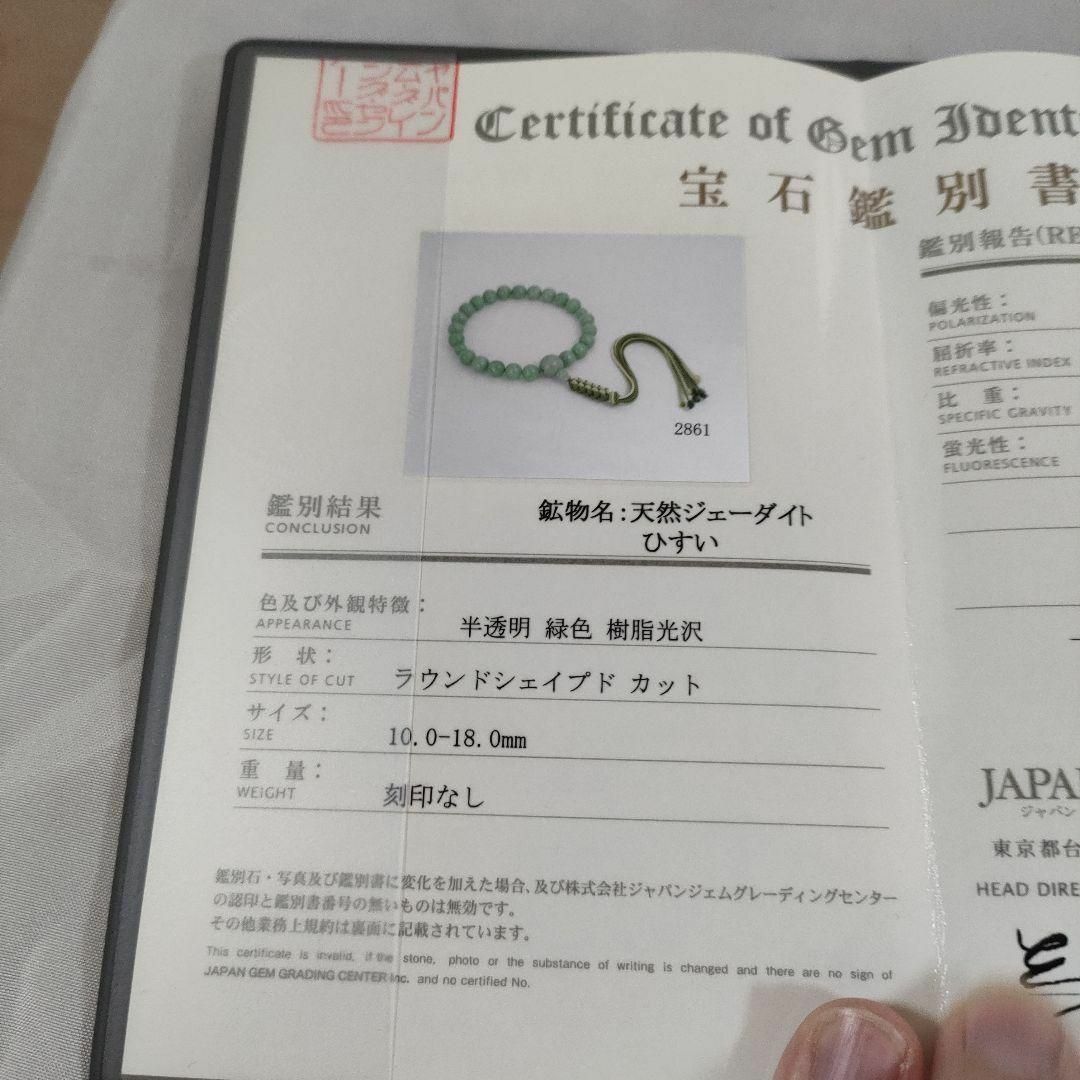 Certificate of Gem
宝石鑑別書
鑑別報告(RE
偏光性：
POLARIZATION
屈折率：
REFRACTIVE INDEX
比　重：
SPECIFIC GRAVITY
蛍光性：
FLUORESCENCE
2861
鑑別結果
CONCLUSION
鉱物名：天然ジェーダイト
ひすい
色及び外観特徴：
APPEARANCE
半透明 緑色 樹脂光沢
形　状：
STYLE OF CUT
ラウンドシェイプド カット
サイズ：
SIZE
10.0-18.0mm
重　量：
WEIGHT
刻印なし
鑑別石・写真及び鑑別書に変化を加えた場合、及び株式会社ジャパンジェムグレーディングセンター
の認印と鑑別書番号の無いものは無効です。
その他業務上規約は裏面に記載されています。
This certificate is invalid, if the stone, photo or the substance of writing is changed and there are no sign of
JAPAN GEM GRADING CENTER Inc. and no certified No.
JAPA
ジャパン
東京都台
HEAD DIRE